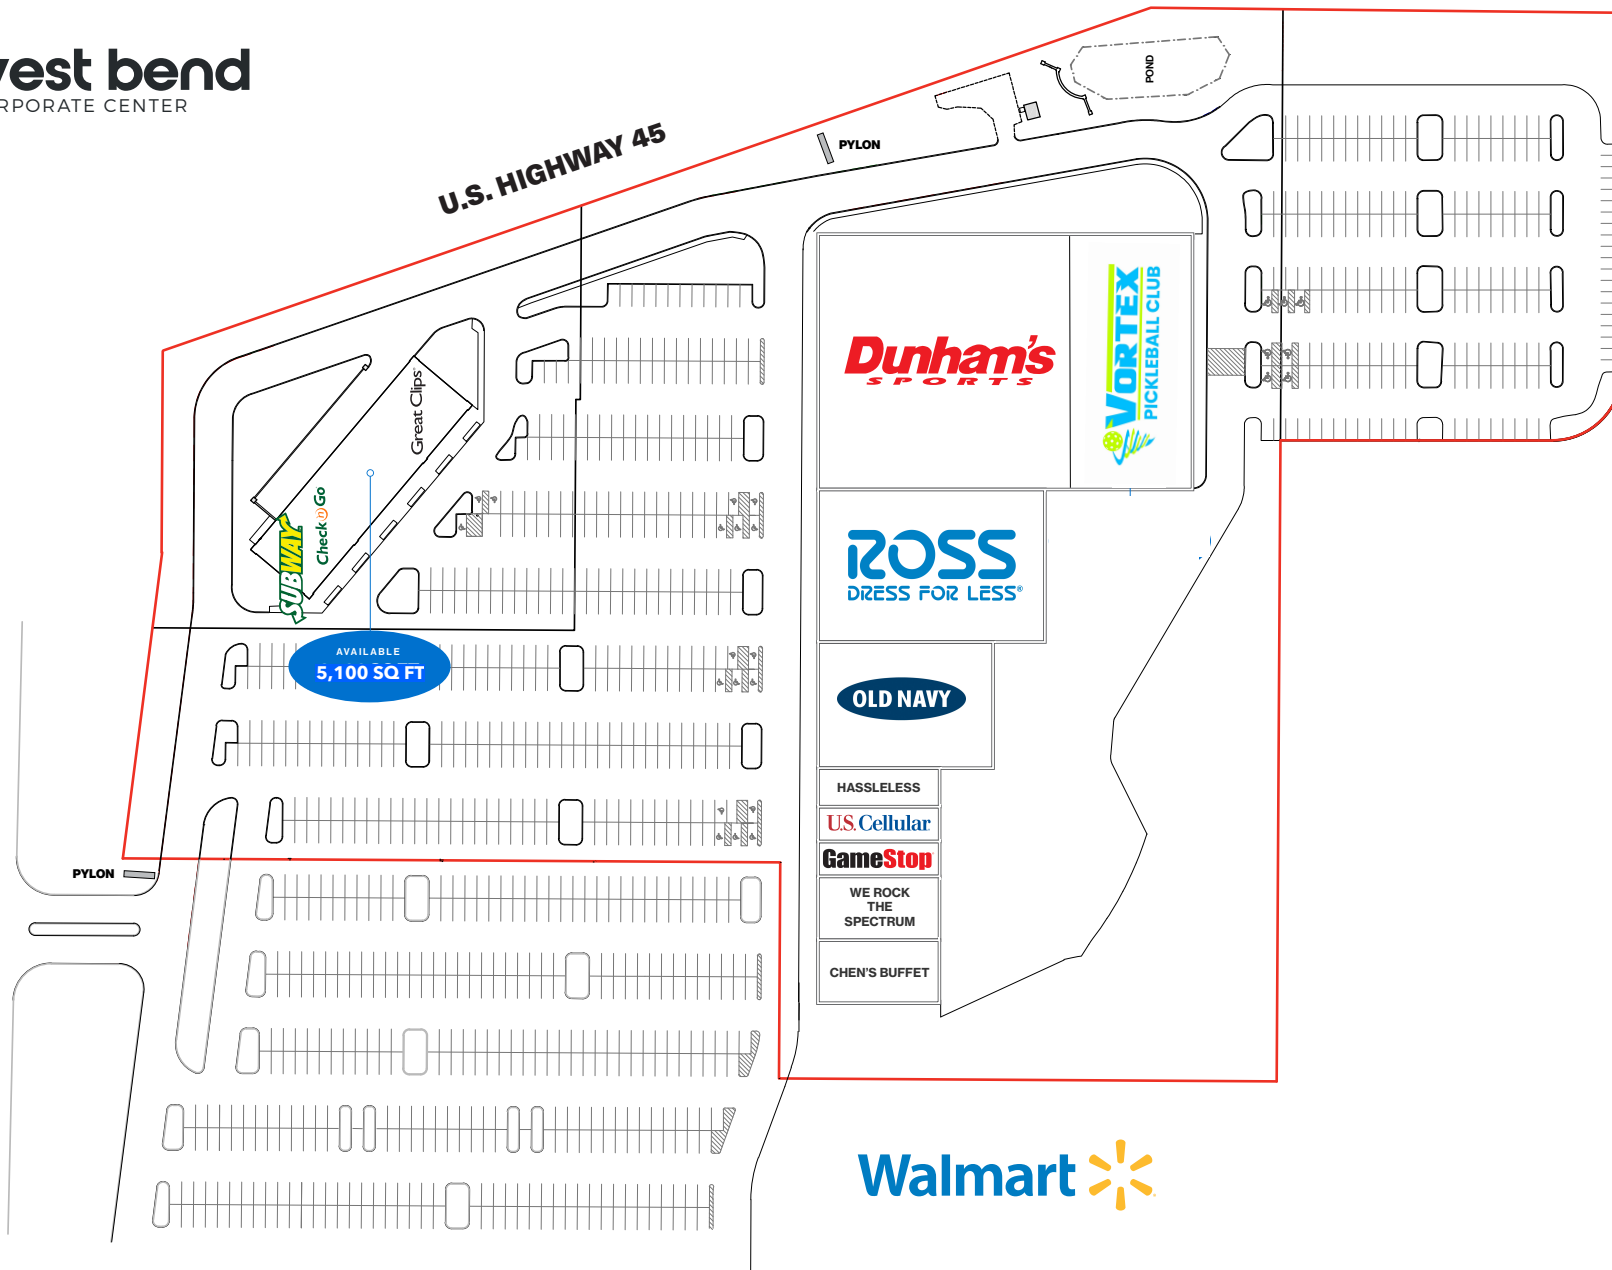 vest bend
RPORATE CENTER
U.S. HIGHWAY 45
PYLON
POND
Dunham's
SPORTS
VORTEX
PICKLEBALL CLUB
Great Clips
Check n Go
SUBWAY
AVAILABLE
5,100 SQ FT
ROSS
DRESS FOR LESS®
OLD NAVY
HASSLELESS
U.S. Cellular
GameStop
WE ROCK
THE
SPECTRUM
CHEN'S BUFFET
PYLON
Walmart